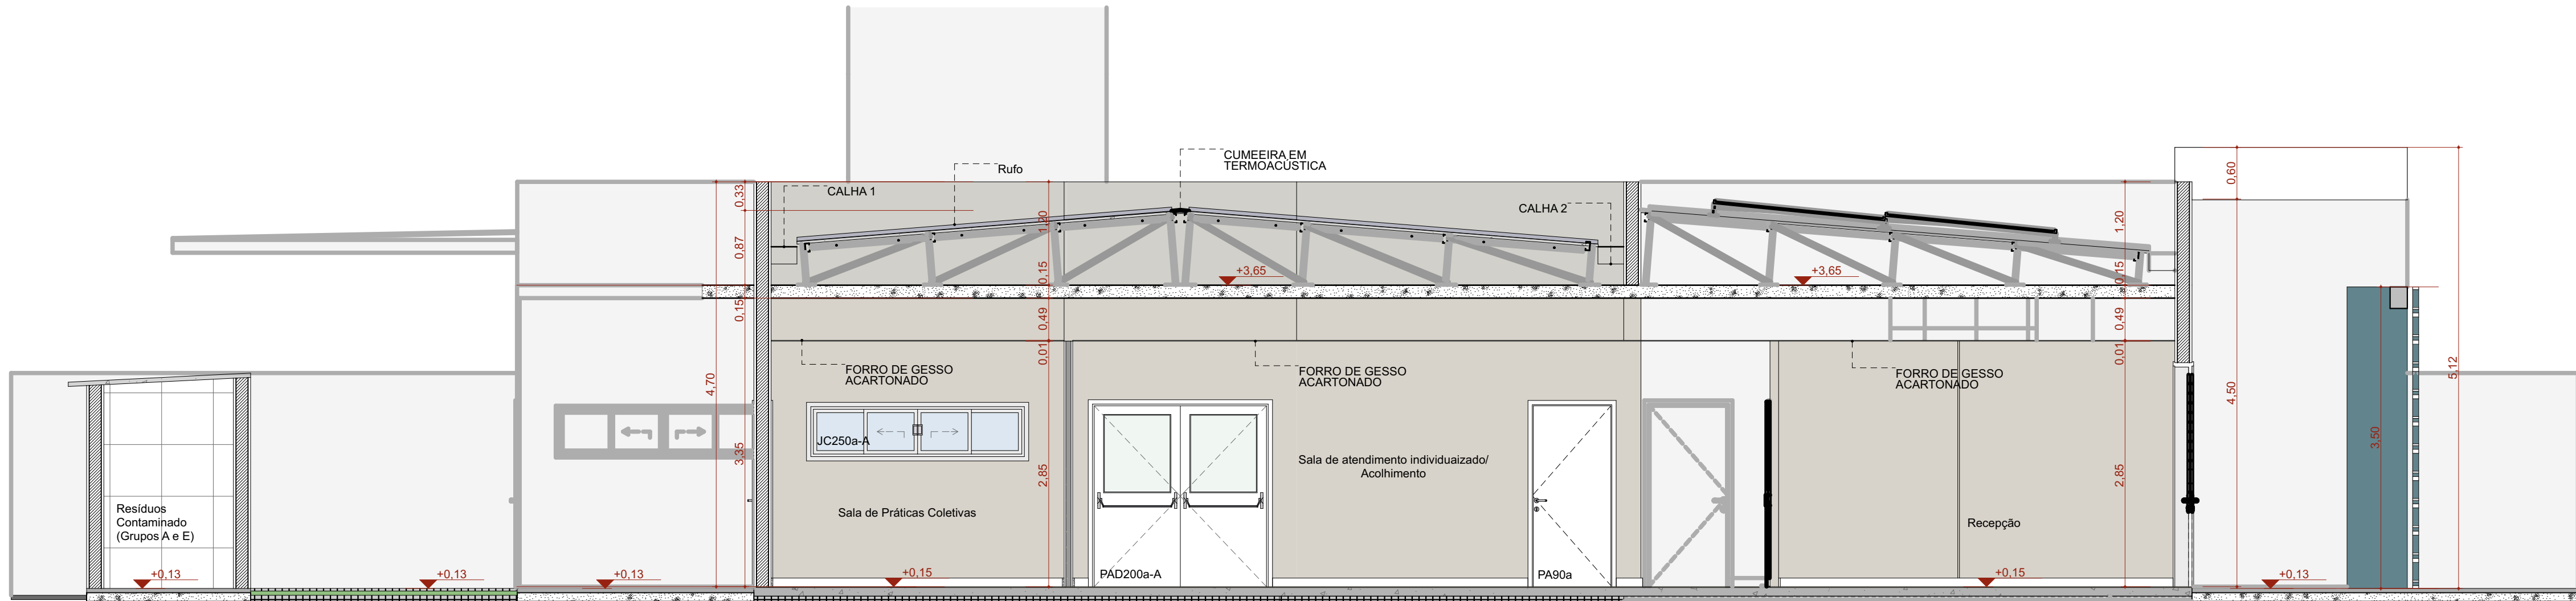 CUMEEIRA EM
TERMOACÚSTICA
Rufo
CALHA 1
CALHA 2
0,60
0,33
1,20
1,20
0,87
0,15
0,15
+3,65
+3,65
0,15
0,49
0,49
0,01
0,01
FORRO DE GESSO
ACARTONADO
FORRO DE GESSO
ACARTONADO
FORRO DE GESSO
ACARTONADO
4,70
5,12
4,50
3,50
3,35
2,85
2,85
JC250a-A
Sala de atendimento individuaizado/
Acolhimento
Resíduos
Contaminado
(Grupos A e E)
Sala de Práticas Coletivas
Recepção
PAD200a-A
PA90a
+0,13
+0,13
+0,13
+0,15
+0,15
+0,13